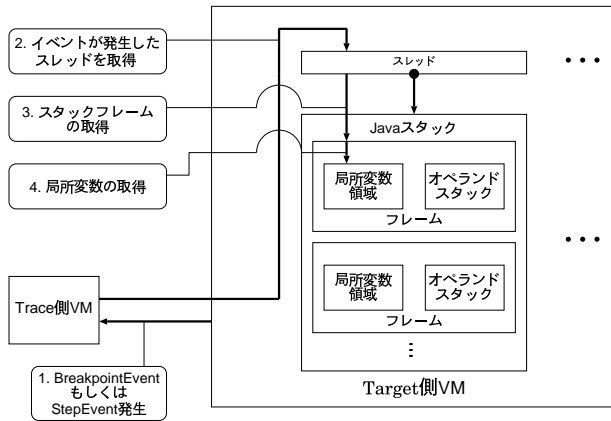 2. イベントが発生した
スレッドを取得
スレッド
3. スタックフレーム
の取得
Javaスタック
4. 局所変数の取得
局所変数
領域
オペランド
スタック
フレーム
局所変数
領域
オペランド
スタック
フレーム
Trace側VM
1. BreakpointEvent
もしくは
StepEvent発生
Target側VM